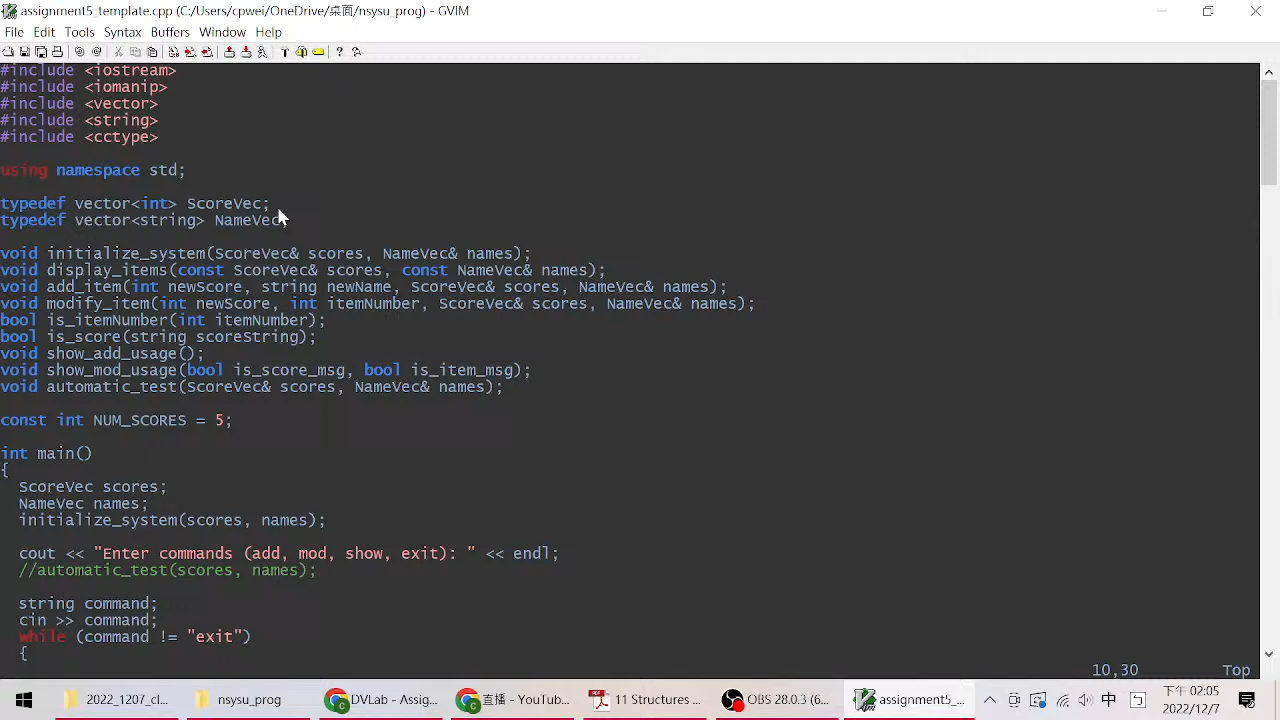 assignment5_template.cpp (C:/Users/cpwei/OneDrive/桌面/nsysu_prog) - GVIM
File Edit Tools Syntax Buffers Window Help
#include <iostream>
#include <iomanip>
#include <vector>
#include <string>
#include <cctype>
using namespace std;
typedef vector<int> ScoreVec;
typedef vector<string> NameVec
void initialize_system(ScoreVec& scores, NameVec& names);
void display_items(const ScoreVec& scores, const NameVec& names);
void add_item(int newScore, string newName, ScoreVec& scores, NameVec& names);
void modify_item(int newScore, int itemNumber, ScoreVec& scores, NameVec& names);
bool is_itemNumber(int itemNumber);
bool is_score(string scoreString);
void show_add_usage();
void show_mod_usage(bool is_score_msg, bool is_item_msg);
void automatic_test(ScoreVec& scores, NameVec& names);
const int NUM_SCORES = 5;
int main()
{
ScoreVec scores;
NameVec names;
initialize_system(scores, names);
cout << "Enter commands (add, mod, show, exit): " << endl;
//automatic_test(scores, names);
string command;
cin >> command;
while (command != "exit")
{
10,30 Top
2022_1207_cl... nsysu_prog DVLab - Assig... 直播 - YouTub... 11 Structures ... OBS 28.0.3 (6... assignment5_... 中 下午 02:05
2022/12/7